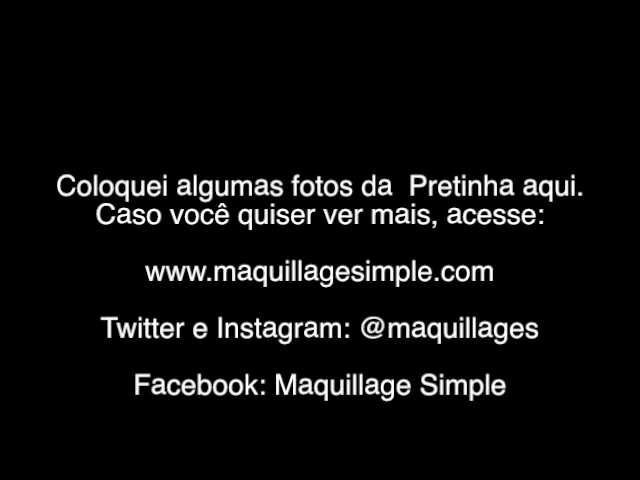 Coloquei algumas fotos da  Pretinha aqui.
Caso você quiser ver mais, acesse:
www.maquillagesimple.com
Twitter e Instagram: @maquillages
Facebook: Maquillage Simple